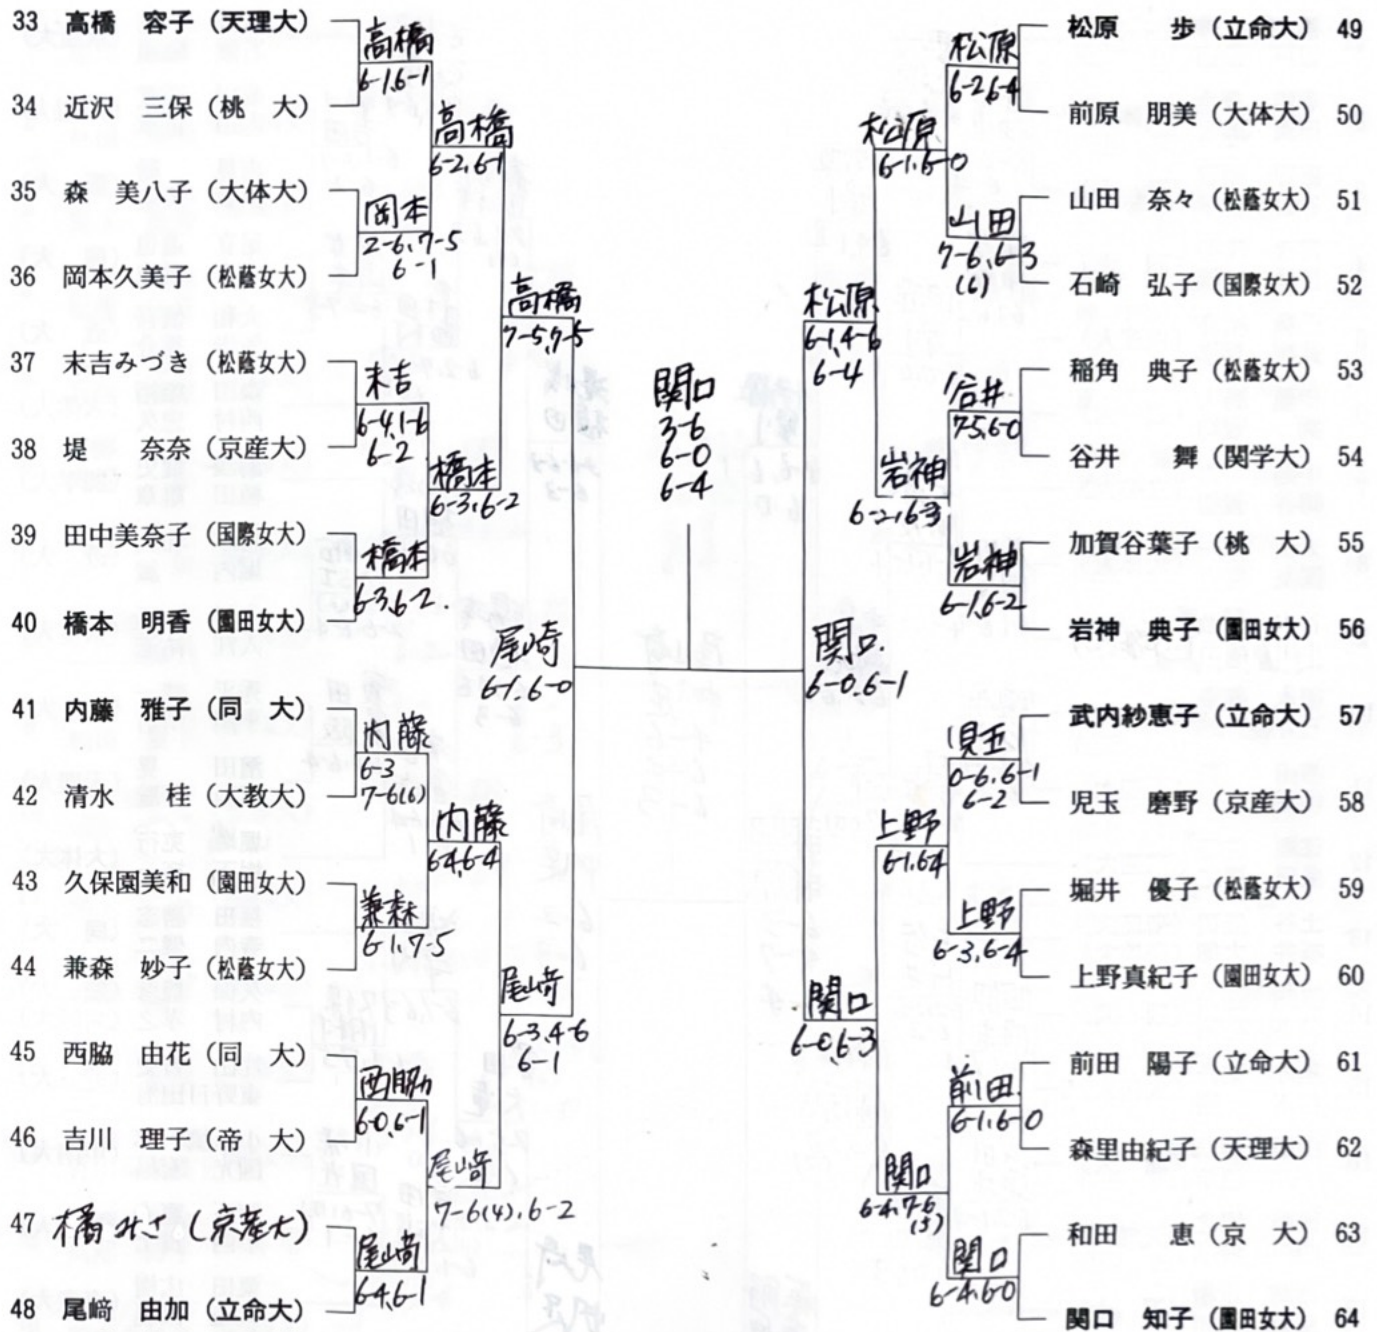 33 高橋 容子 (天理大)
34 近沢 三保 (桃 大)
35 森 美八子 (大体大)
36 岡本久美子 (松蔭女大)
37 末吉みづき (松蔭女大)
38 堤 奈奈 (京産大)
39 田中美奈子 (国際女大)
40 橋本 明香 (園田女大)
41 内藤 雅子 (同 大)
42 清水 桂 (大教大)
43 久保園美和 (園田女大)
44 兼森 妙子 (松蔭女大)
45 西脇 由花 (同 大)
46 吉川 理子 (帝 大)
47 橘 みさ (京産大)
48 尾﨑 由加 (立命大)
高橋
6-1,6-1
岡本
2-6,7-5
6-1
末吉
6-4,1-6
6-2
橋本
6-3,6-2.
内藤
6-3
7-6(6)
兼森
6-1,7-5
西脇
6-0,6-1
尾崎
6-4,6-1
高橋
6-2,6-1
橋本
6-3,6-2
内藤
6-4,6-4
尾崎
7-6(4),6-2
高橋
7-5,7-5
尾崎
6-3,4-6
6-1
尾崎
6-1,6-0
関口
3-6
6-0
6-4
関口.
6-0,6-1
松原
6-1,4-6
6-4
関口
6-0,6-3
松原
6-1,6-0
岩神
6-2,6-3
上野
6-1,6-4
関口
6-4,7-6
(5)
松原
6-2,6-4
山田
7-6,6-3
(6)
谷井
7-5,6-0
岩神
6-1,6-2
児玉
0-6,6-1
6-2
上野
6-3,6-4
前田.
6-1,6-0
関口
6-4,6-0
松原 歩 (立命大) 49
前原 朋美 (大体大) 50
山田 奈々 (松蔭女大) 51
石崎 弘子 (国際女大) 52
稲角 典子 (松蔭女大) 53
谷井 舞 (関学大) 54
加賀谷葉子 (桃 大) 55
岩神 典子 (園田女大) 56
武内紗恵子 (立命大) 57
児玉 磨野 (京産大) 58
堀井 優子 (松蔭女大) 59
上野真紀子 (園田女大) 60
前田 陽子 (立命大) 61
森里由紀子 (天理大) 62
和田 恵 (京 大) 63
関口 知子 (園田女大) 64